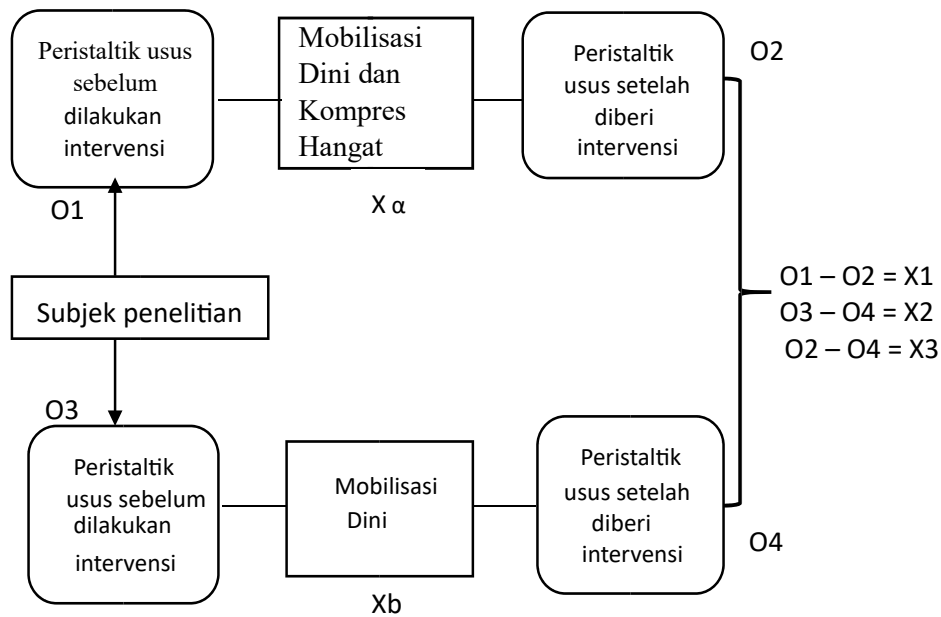 Peristaltik usus
sebelum
dilakukan
intervensi
O1
Mobilisasi
Dini dan
Kompres
Hangat
X α
Peristaltik
usus setelah
diberi
intervensi
O2
Subjek penelitian
O1 – O2 = X1
O3 – O4 = X2
O2 – O4 = X3
O3
Peristaltik
usus sebelum
dilakukan
intervensi
Mobilisasi
Dini
Xb
Peristaltik
usus setelah
diberi
intervensi
O4